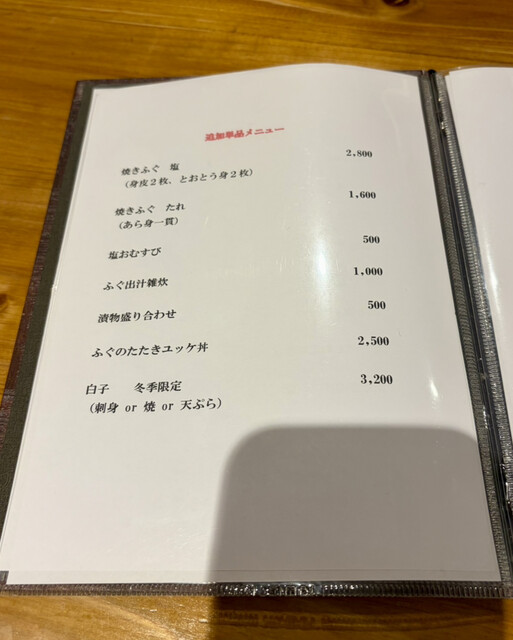 追加単品メニュー
焼きふぐ 塩 2,800
(身皮2枚、とおとう身2枚)
焼きふぐ たれ 1,600
(あら身一貫)
塩おむすび 500
ふぐ出汁雑炊 1,000
漬物盛り合わせ 500
ふぐのたたきユッケ丼 2,500
白子 冬季限定 3,200
(刺身 or 焼 or 天ぷら)